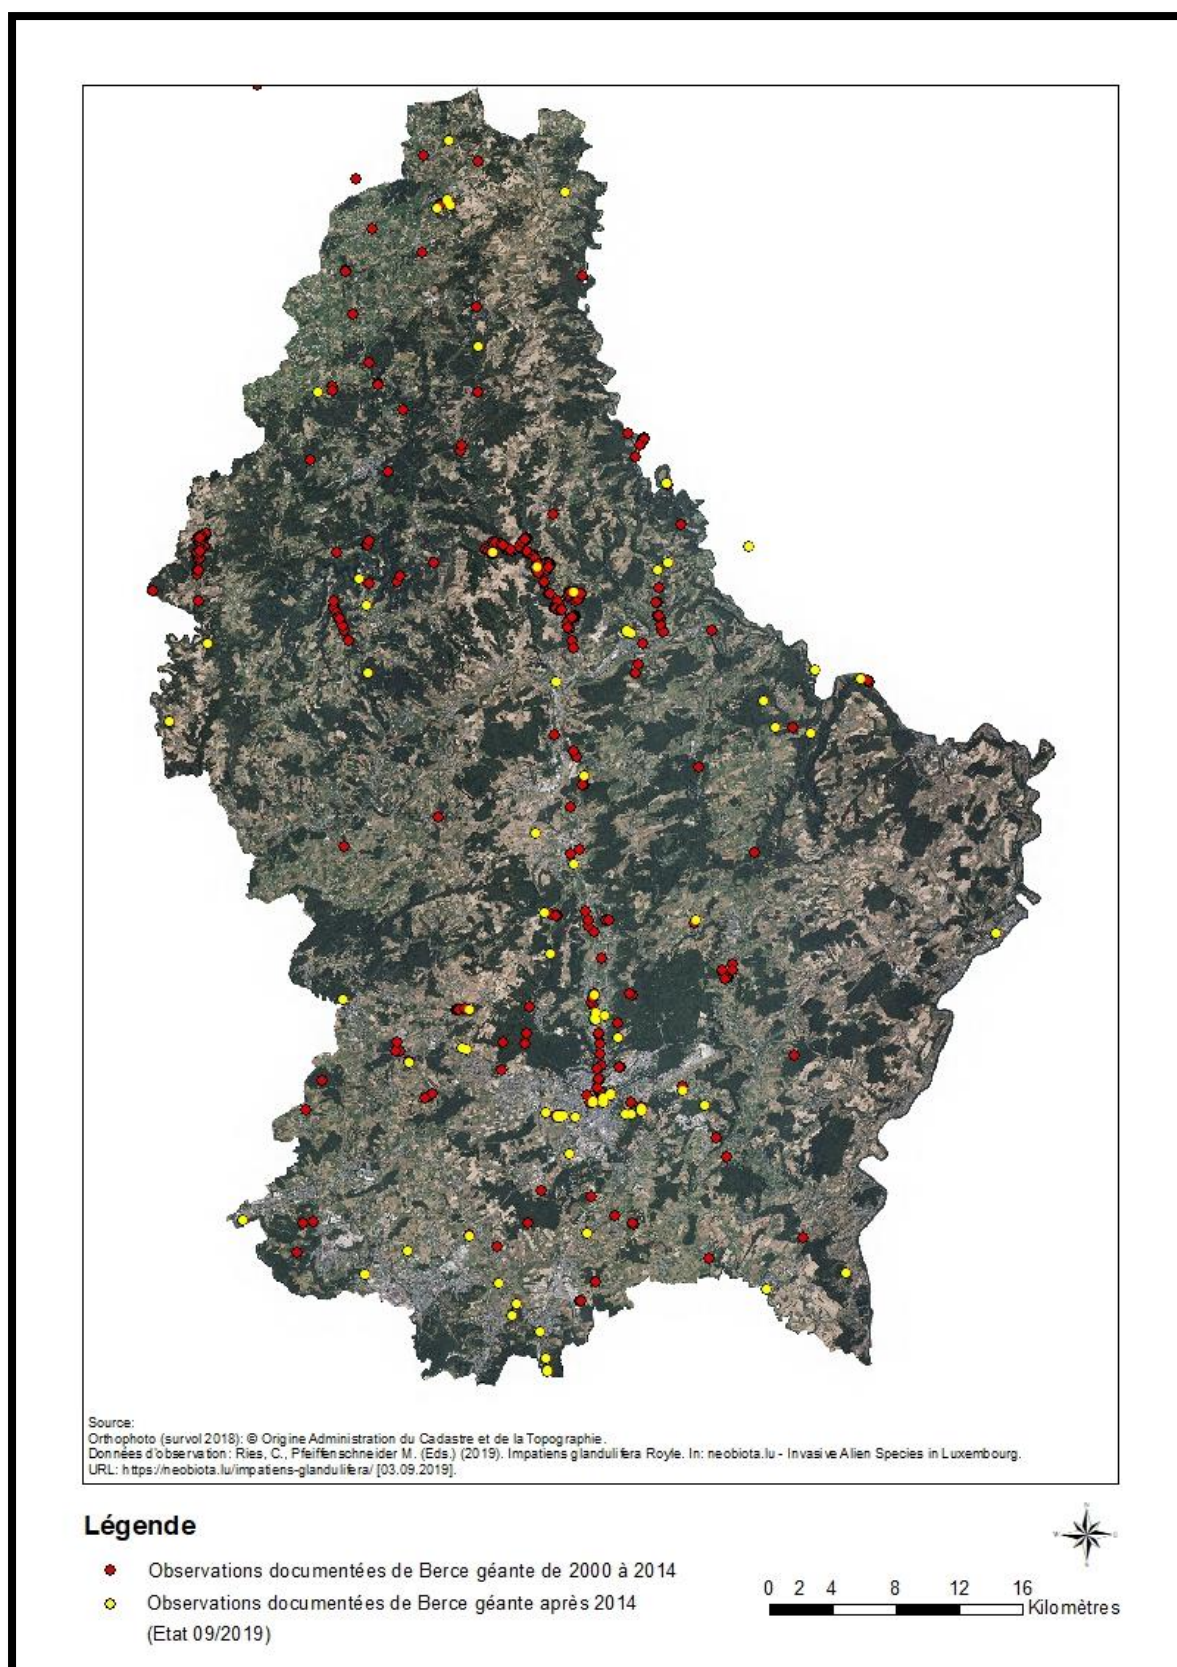 Source:
Orthophoto (survol 2018): © Origine Administration du Cadastre et de la Topographie.
Données d'observation: Ries, C., Pfeiffenschneider M. (Eds.) (2019). Impatiens glandulifera Royle. In: neobiota.lu - Invasive Alien Species in Luxembourg.
URL: https://neobiota.lu/impatiens-glandulifera/ [03.09.2019].
Légende
Observations documentées de Berce géante de 2000 à 2014
Observations documentées de Berce géante après 2014
(Etat 09/2019)
N
W
S
0 2 4 8 12 16
Kilomètres